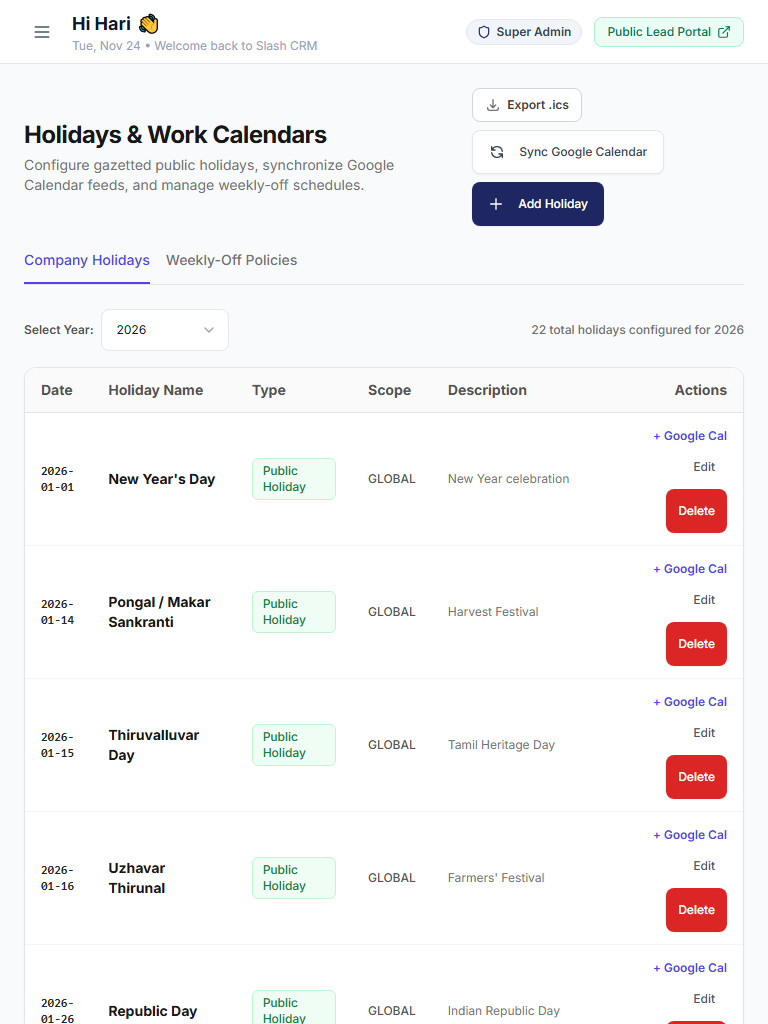 Hi Hari 👋
Tue, Nov 24 • Welcome back to Slash CRM
Super Admin
Public Lead Portal
Holidays & Work Calendars
Configure gazetted public holidays, synchronize Google
Calendar feeds, and manage weekly-off schedules.
Export .ics
Sync Google Calendar
Add Holiday
Company Holidays
Weekly-Off Policies
Select Year:
2026
22 total holidays configured for 2026
Date Holiday Name Type Scope Description Actions
2026-
01-01
New Year's Day
Public
Holiday
GLOBAL
New Year celebration
+ Google Cal
Edit
Delete
2026-
01-14
Pongal / Makar
Sankranti
Public
Holiday
GLOBAL
Harvest Festival
+ Google Cal
Edit
Delete
2026-
01-15
Thiruvalluvar
Day
Public
Holiday
GLOBAL
Tamil Heritage Day
+ Google Cal
Edit
Delete
2026-
01-16
Uzhavar
Thirunal
Public
Holiday
GLOBAL
Farmers' Festival
+ Google Cal
Edit
Delete
2026-
01-26
Republic Day
Public
Holiday
GLOBAL
Indian Republic Day
+ Google Cal
Edit